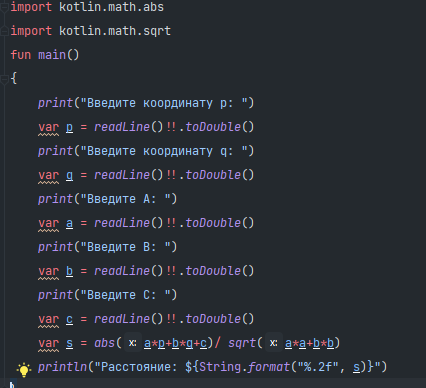 import kotlin.math.abs
import kotlin.math.sqrt
fun main()
{
print("Введите координату p: ")
var p = readLine()!!.toDouble()
print("Введите координату q: ")
var q = readLine()!!.toDouble()
print("Введите A: ")
var a = readLine()!!.toDouble()
print("Введите B: ")
var b = readLine()!!.toDouble()
print("Введите C: ")
var c = readLine()!!.toDouble()
var s = abs( x: a*p+b*q+c)/ sqrt( x: a*a+b*b)
println("Расстояние: ${String.format("%.2f", s)}")
}